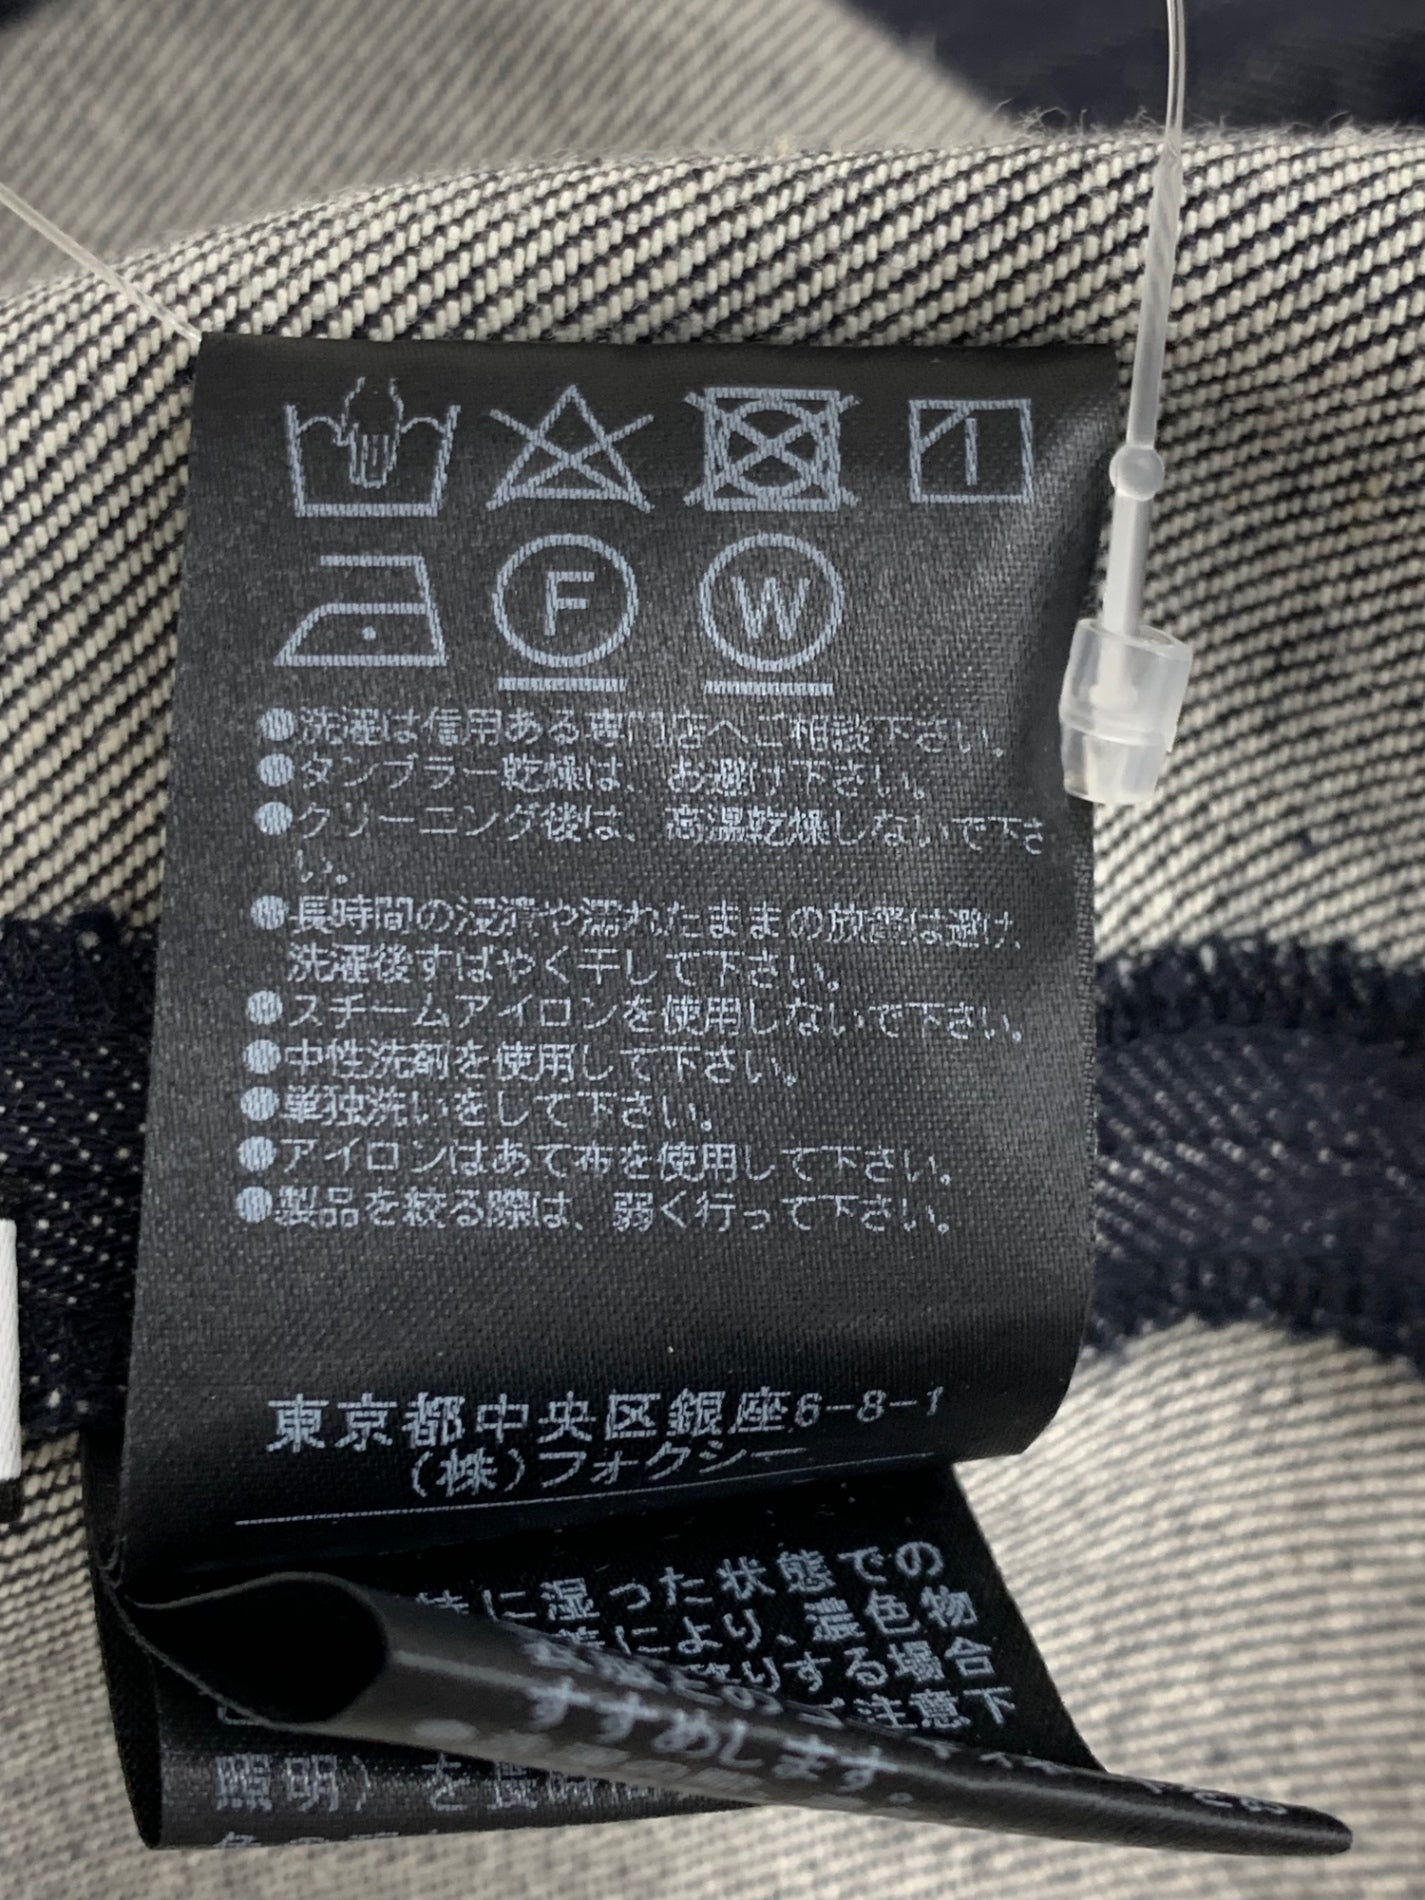 F W
●洗濯は信用ある専門店へご相談下さい。
●タンブラー乾燥は、お避け下さい。
●クリーニング後は、高温乾燥しないで下さ
い。
●長時間の浸漬や濡れたままの放置は避け、
洗濯後すばやく干して下さい。
●スチームアイロンを使用しないで下さい。
●中性洗剤を使用して下さい。
●単独洗いをして下さい。
●アイロンはあて布を使用して下さい。
●製品を絞る際は、弱く行って下さい。
東京都中央区銀座6-8-1
(株)フォクシー
に湿った状態での
により、濃色物
りする場合
ご注意下
すすめします。
照明）を長時間